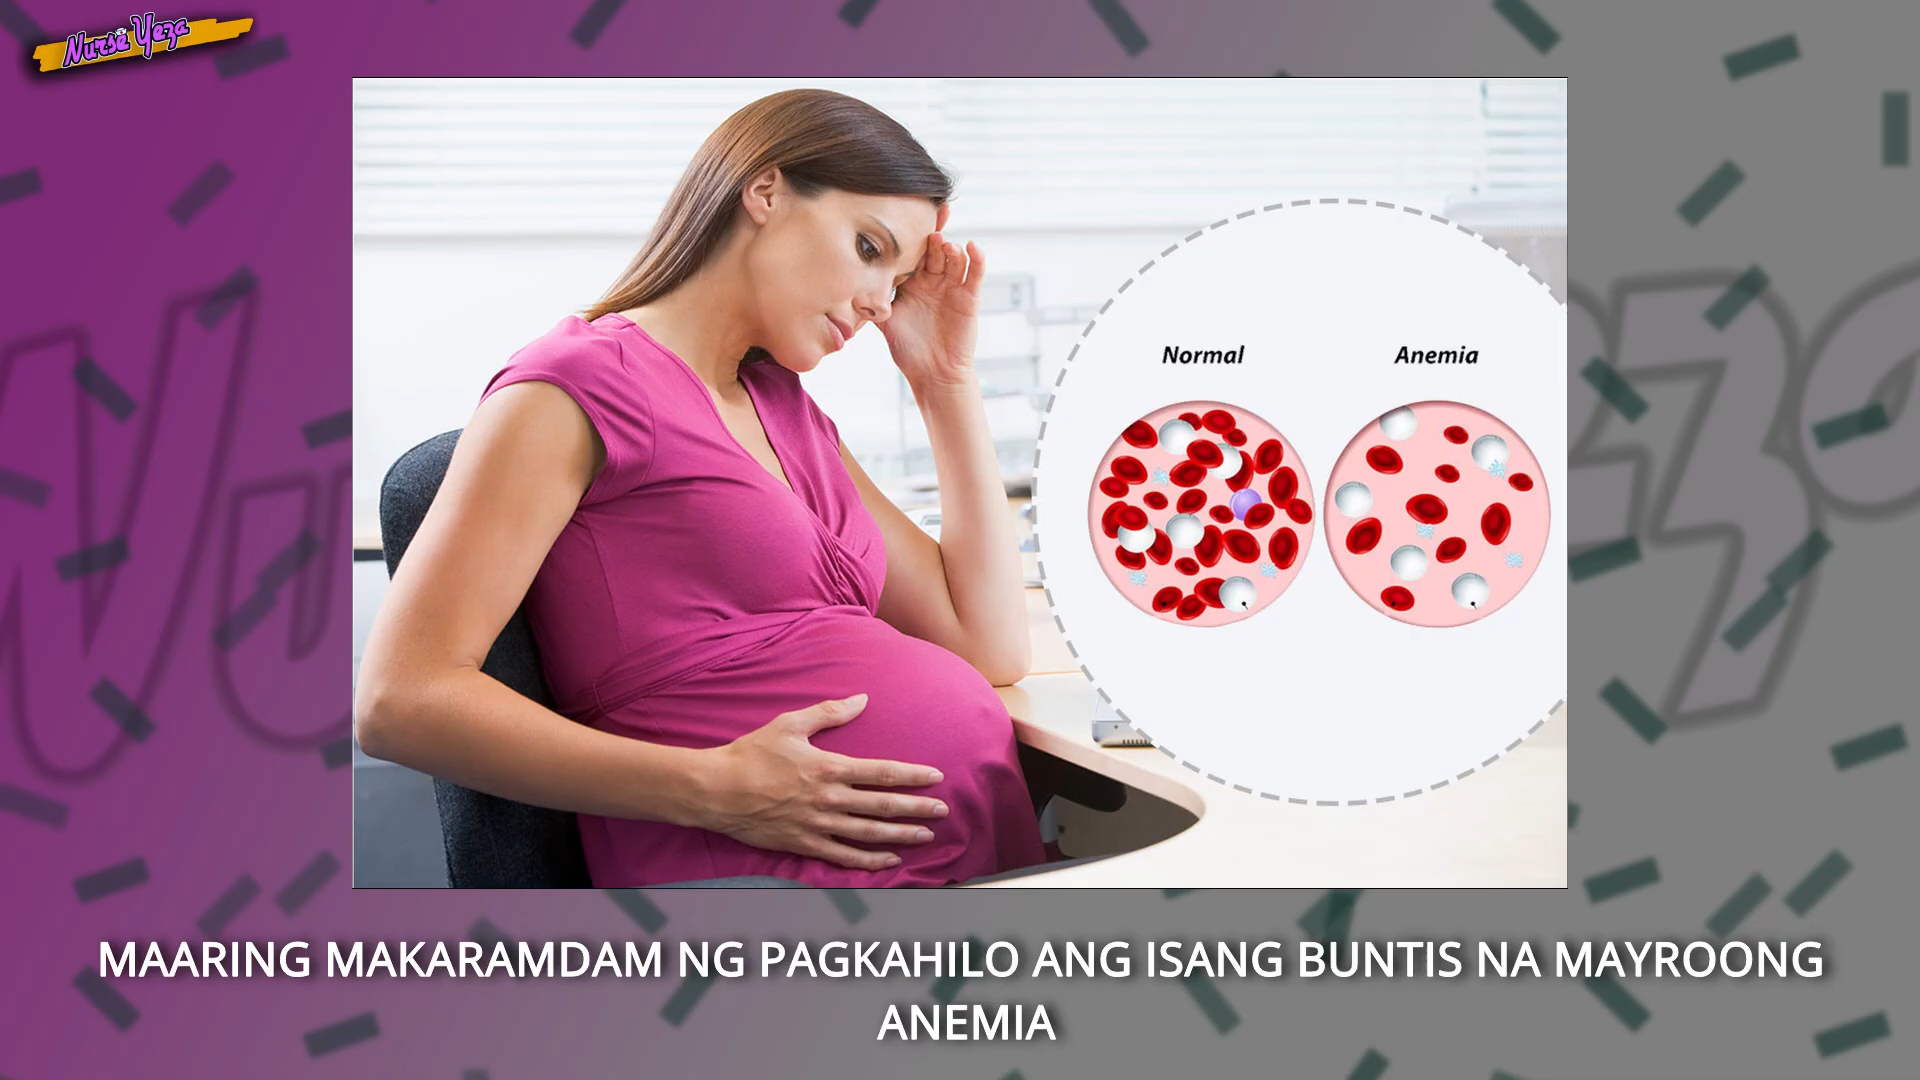 Nurse Yeza
Normal
Anemia
MAARING MAKARAMDAM NG PAGKAHILO ANG ISANG BUNTIS NA MAYROONG
ANEMIA